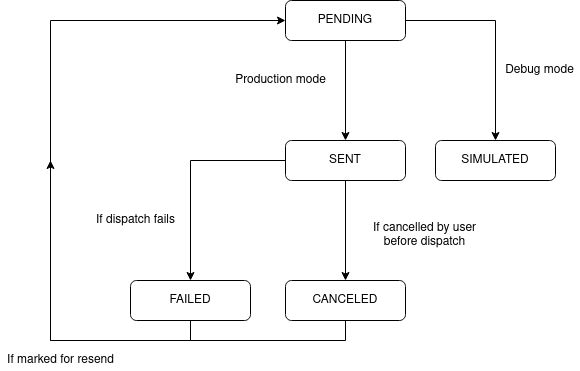 PENDING
Production mode
Debug mode
SENT
SIMULATED
If dispatch fails
If cancelled by user
before dispatch
FAILED
CANCELED
If marked for resend